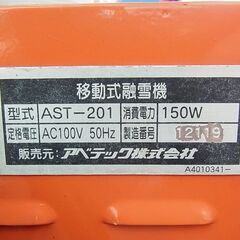 移動式融雪機
型式 AST-201 消費電力 150W
定格電圧 AC100V 50Hz 製造番号 12119
販売元:アベテック株式会社
A4010341-